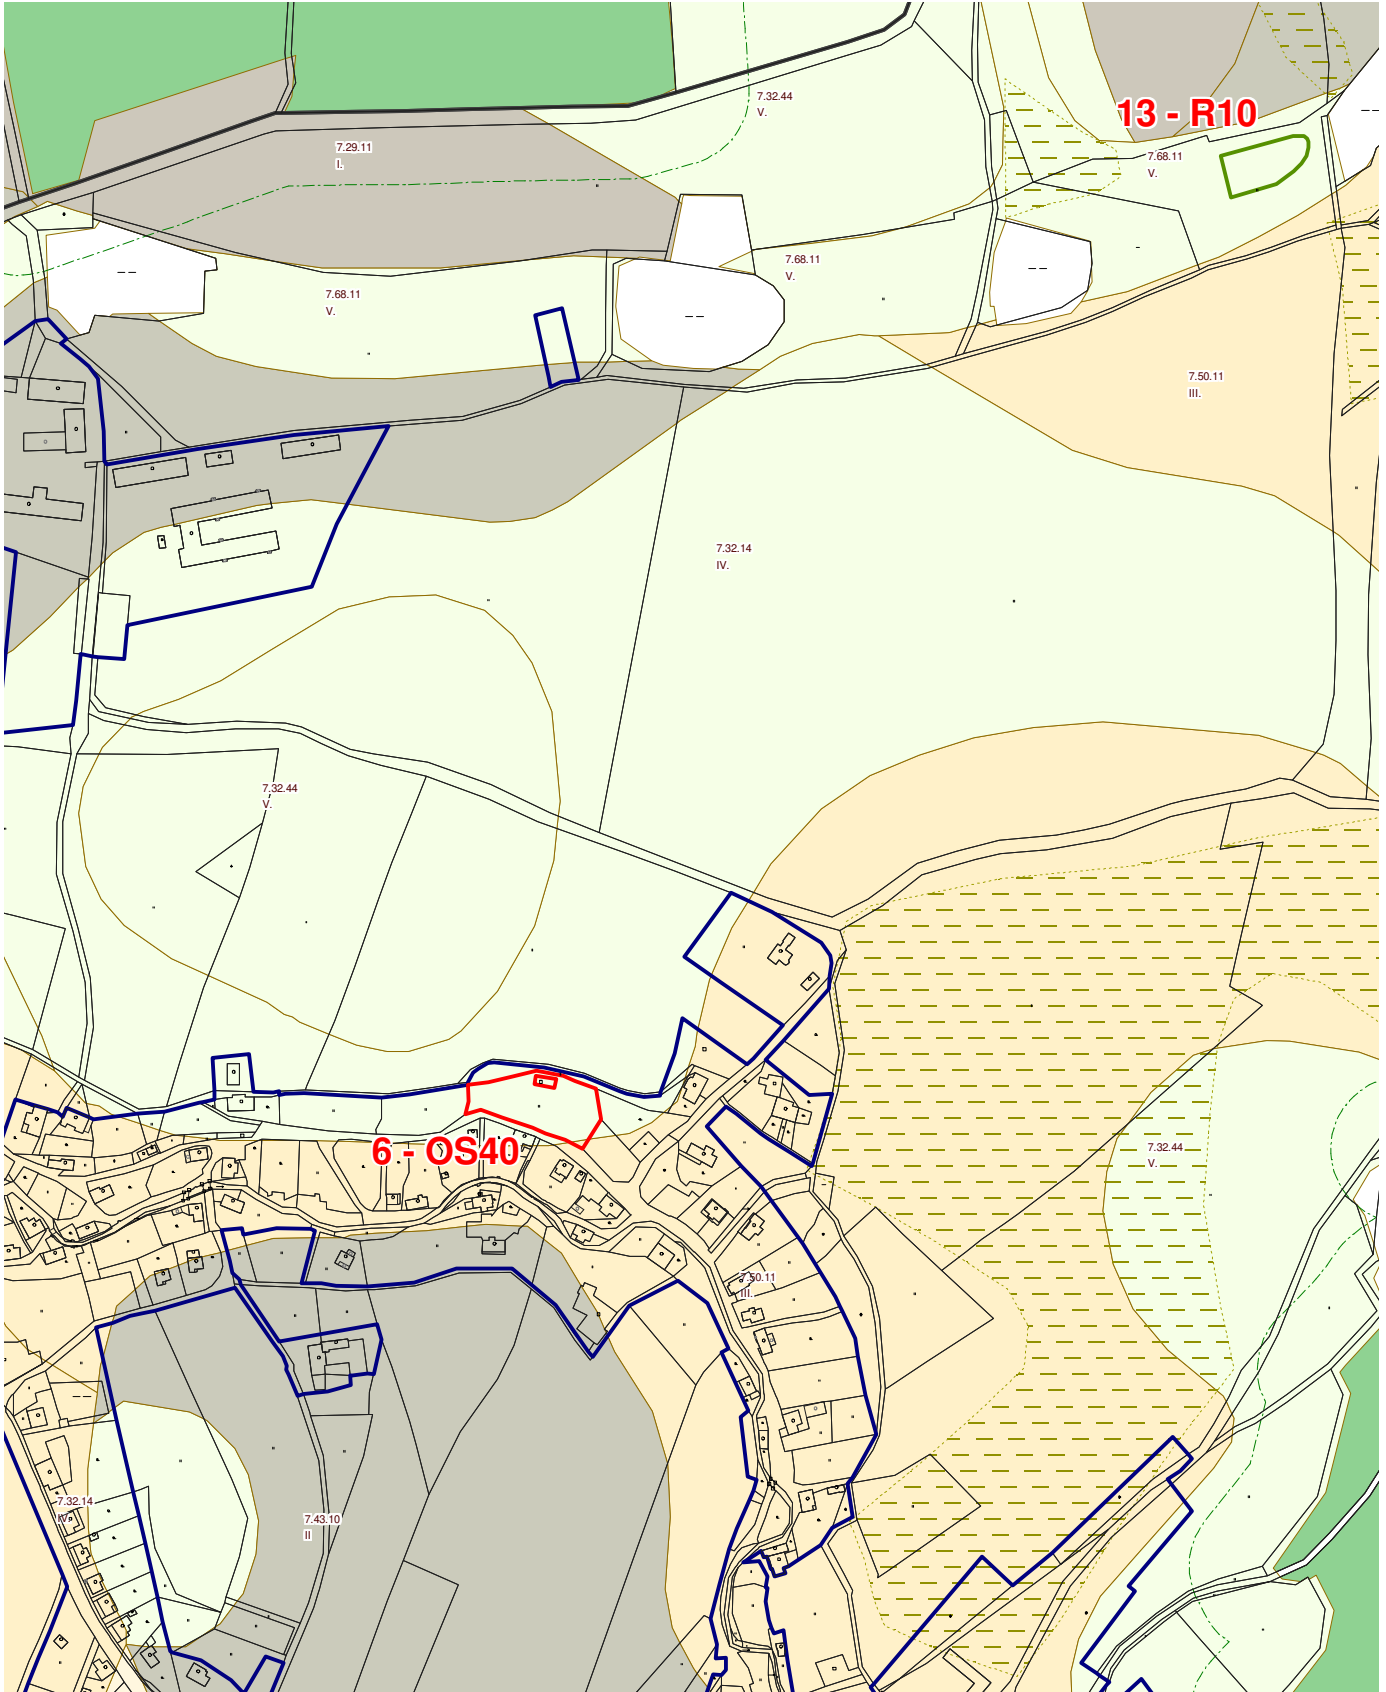 7.32.44
V.
13 - R10
7.29.11
I.
7.68.11
V.
7.68.11
V.
7.68.11
V.
7.50.11
III.
7.32.14
IV.
7.32.44
V.
6 - OS40
7.32.44
V.
7.50.11
III.
7.32.14
IV.
7.43.10
II